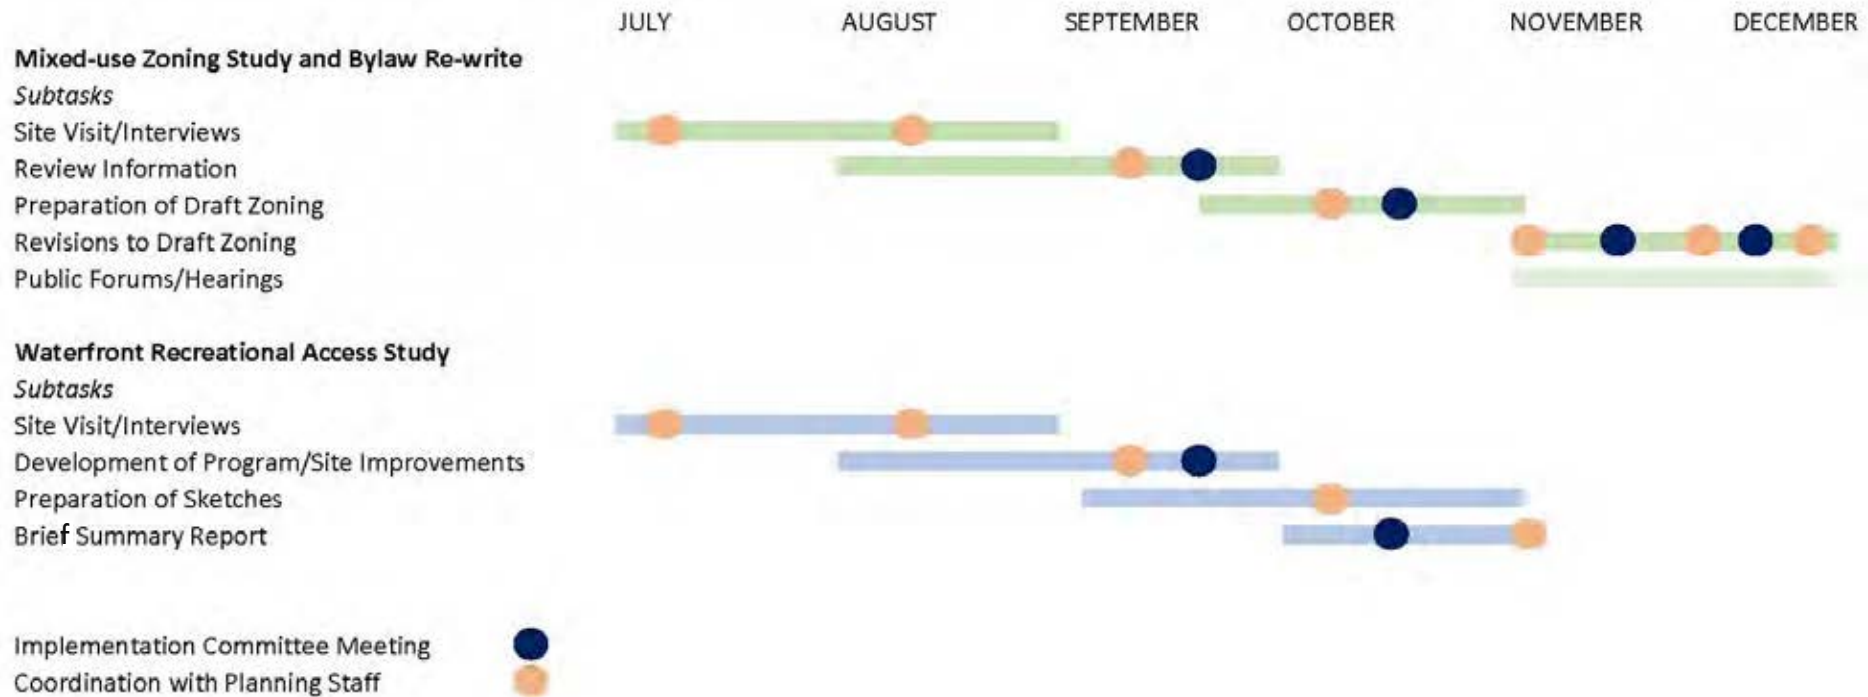 JULY AUGUST SEPTEMBER OCTOBER NOVEMBER DECEMBER
Mixed-use Zoning Study and Bylaw Re-write
Subtasks
Site Visit/Interviews
Review Information
Preparation of Draft Zoning
Revisions to Draft Zoning
Public Forums/Hearings
Waterfront Recreational Access Study
Subtasks
Site Visit/Interviews
Development of Program/Site Improvements
Preparation of Sketches
Brief Summary Report
Implementation Committee Meeting
Coordination with Planning Staff